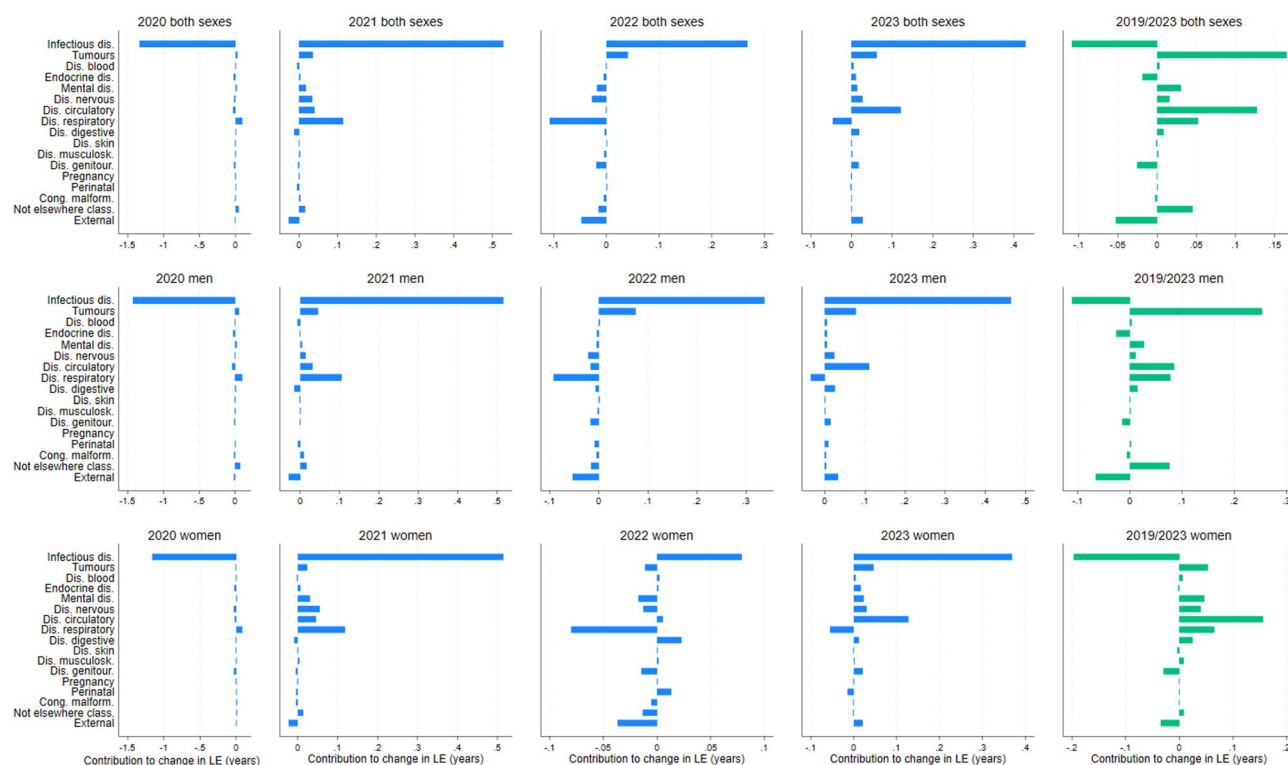 2020 both sexes 2021 both sexes 2022 both sexes 2023 both sexes 2019/2023 both sexes
Infectious dis.
Tumours
Dis. blood
Endocrine dis.
Mental dis.
Dis. nervous
Dis. circulatory
Dis. respiratory
Dis. digestive
Dis. skin
Dis. musculosk.
Dis. genitour.
Pregnancy
Perinatal
Cong. malform.
Not elsewhere class.
External
-1.5 -1 -.5 0 0 .1 .2 .3 .4 .5 -.1 0 .1 .2 .3 -.1 0 .1 .2 .3 .4 -.1 -.05 0 .05 .1 .15
2020 men 2021 men 2022 men 2023 men 2019/2023 men
Infectious dis.
Tumours
Dis. blood
Endocrine dis.
Mental dis.
Dis. nervous
Dis. circulatory
Dis. respiratory
Dis. digestive
Dis. skin
Dis. musculosk.
Dis. genitour.
Pregnancy
Perinatal
Cong. malform.
Not elsewhere class.
External
-1.5 -1 -.5 0 0 .1 .2 .3 .4 .5 -.1 0 .1 .2 .3 0 .1 .2 .3 .4 .5 -.1 0 .1 .2 .3
2020 women 2021 women 2022 women 2023 women 2019/2023 women
Infectious dis.
Tumours
Dis. blood
Endocrine dis.
Mental dis.
Dis. nervous
Dis. circulatory
Dis. respiratory
Dis. digestive
Dis. skin
Dis. musculosk.
Dis. genitour.
Pregnancy
Perinatal
Cong. malform.
Not elsewhere class.
External
-1.5 -1 -.5 0 0 .1 .2 .3 .4 .5 -.1 -.05 0 .05 .1 -.1 0 .1 .2 .3 .4 -.2 -.1 0 .1 .2
Contribution to change in LE (years) Contribution to change in LE (years) Contribution to change in LE (years) Contribution to change in LE (years) Contribution to change in LE (years)